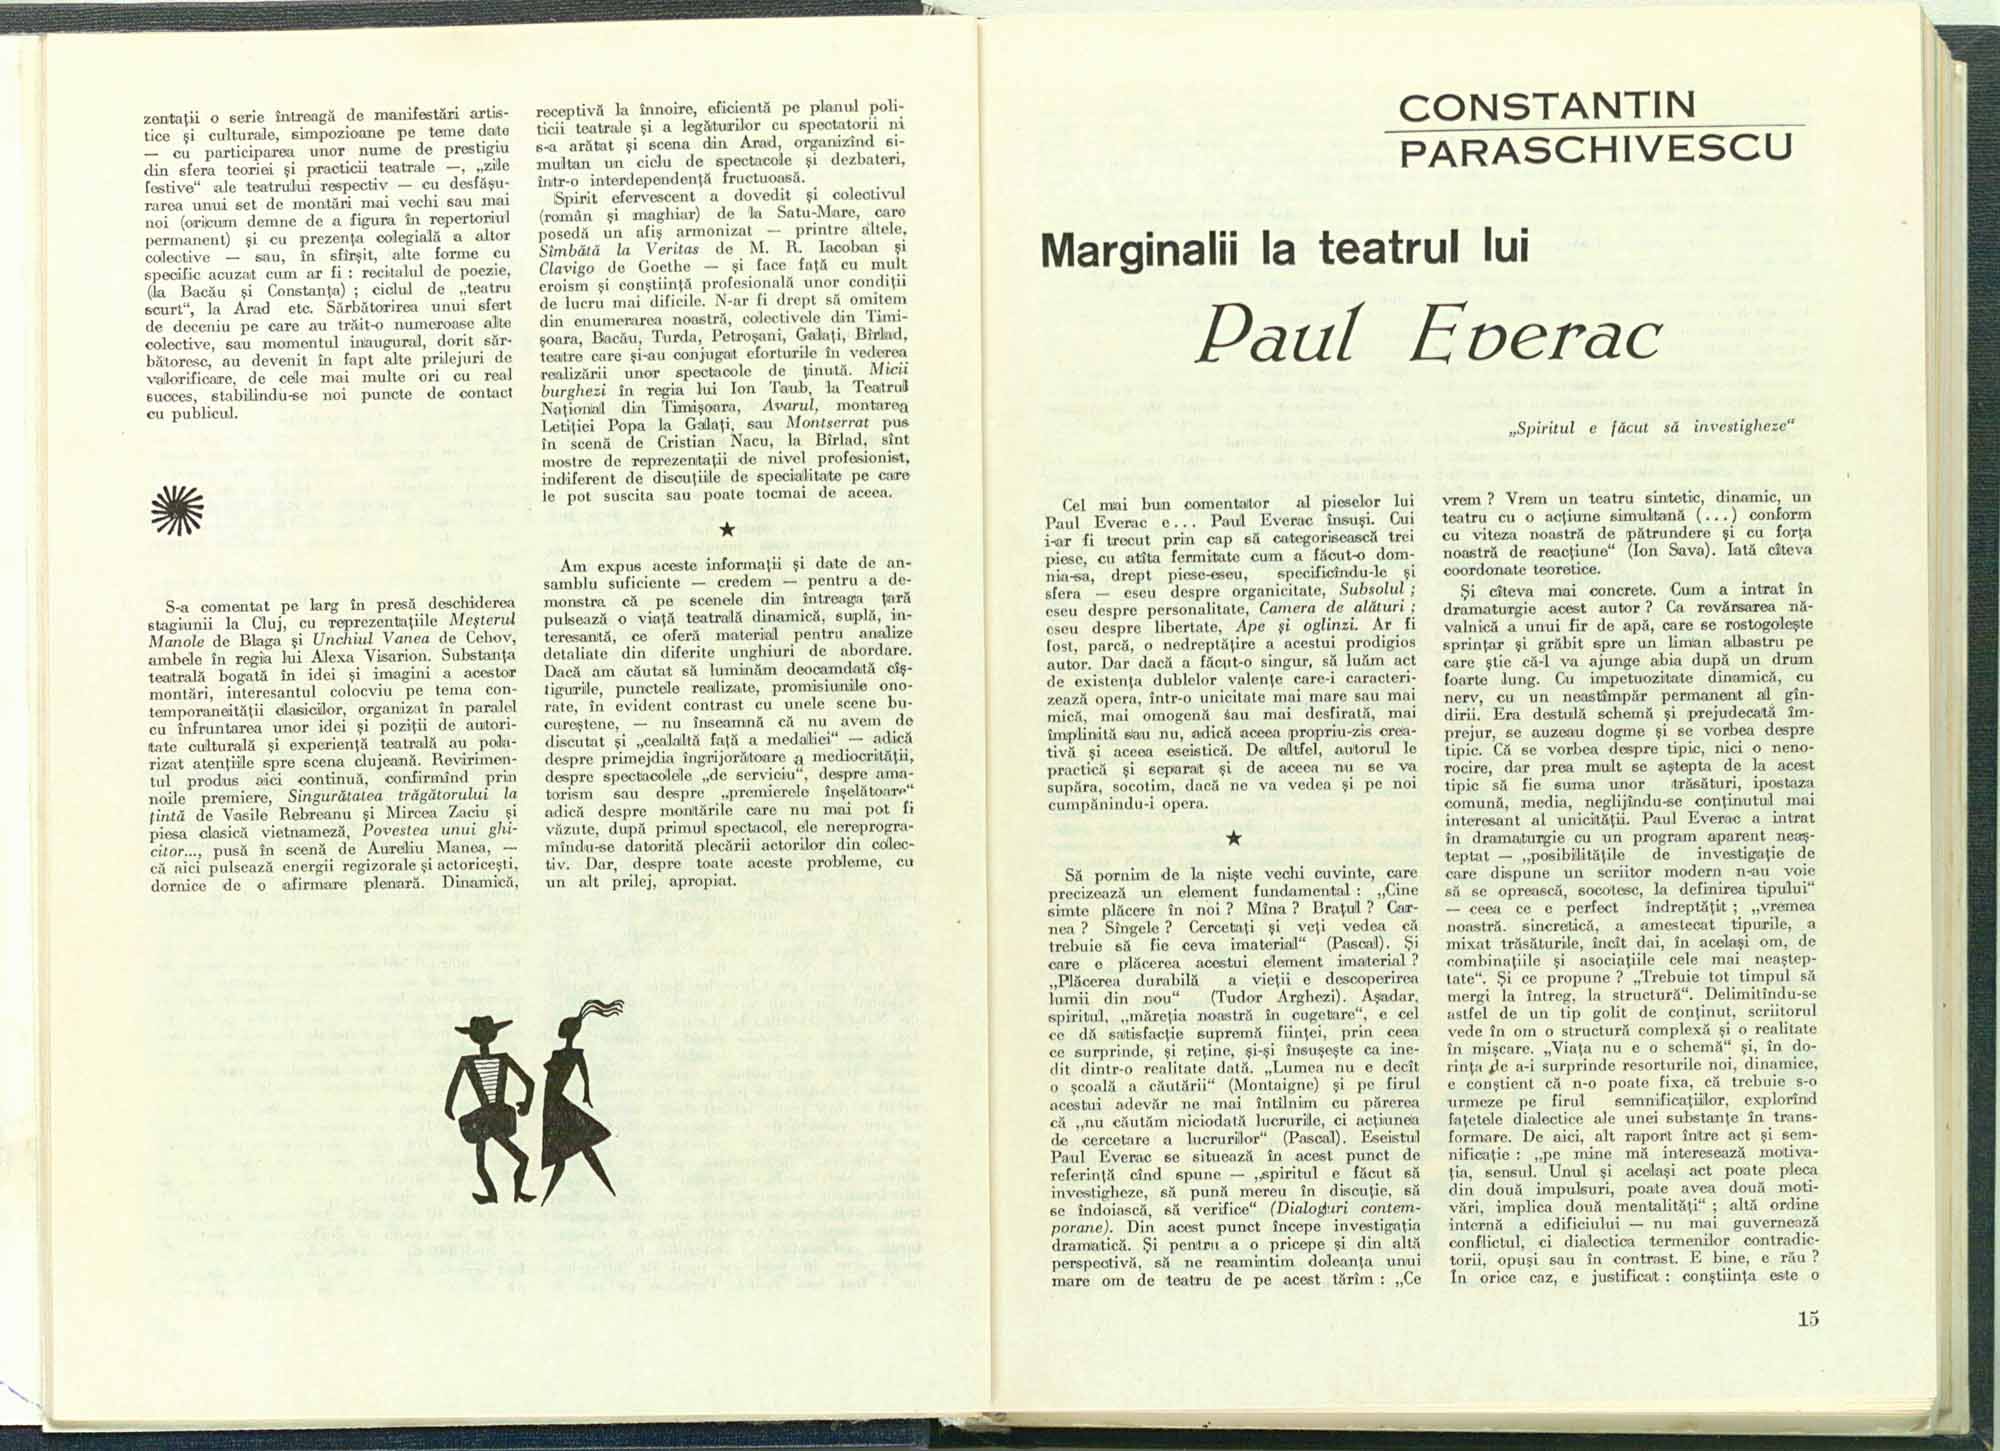 zentații o serie întreagă de manifestări artis-
tice și culturale, simpozioane pe teme date
— cu participarea unor nume de prestigiu
din sfera teoriei și practicii teatrale —, „zile
festive“ ale teatrului respectiv — cu desfășu-
rarea unui set de montări mai vechi sau mai
noi (oricum demne de a figura în repertoriul
permanent) și cu prezența colegială a altor
colective — sau, în sfîrșit, alte forme cu
specific acuzat cum ar fi : recitalul de poezie,
(la Bacău și Constanța) ; ciclul de „teatru
scurt“, la Arad etc. Sărbătorirea unui sfert
de deceniu pe care au trăit-o numeroase alte
colective, sau momentul inaugural, dorit săr-
bătoresc, au devenit în fapt alte prilejuri de
valorificare, de cele mai multe ori cu real
succes, stabilindu-se noi puncte de contact
cu publicul.
S-a comentat pe larg în presă deschiderea
stagiunii la Cluj, cu reprezentațiile Meșterul
Manole de Blaga și Unchiul Vanea de Cehov,
ambele în regia lui Alexa Visarion. Substanța
teatrală bogată în idei și imagini a acestor
montări, interesantul colocviu pe tema con-
temporaneității clasicilor, organizat în paralel
cu înfruntarea unor idei și poziții de autori-
tate culturală și experiență teatrală au pola-
rizat atențiile spre scena clujeană. Revirimen-
tul produs aici continuă, confirmînd prin
noile premiere, Singurătatea trăgătorului la
țintă de Vasile Rebreanu și Mircea Zaciu și
piesa clasică vietnameză, Povestea unui ghi-
citor..., pusă în scenă de Aureliu Manea, —
că aici pulsează energii regizorale și actoricești,
dornice de o afirmare plenară. Dinamică,
receptivă la înnoire, eficientă pe planul poli-
ticii teatrale și a legăturilor cu spectatorii ni
s-a arătat și scena din Arad, organizînd si-
multan un ciclu de spectacole și dezbateri,
într-o interdependență fructuoasă.
Spirit efervescent a dovedit și colectivul
(român și maghiar) de la Satu-Mare, care
posedă un afiș armonizat — printre altele,
Sîmbătă la Veritas de M. R. Iacoban și
Clavigo de Goethe — și face față cu mult
eroism și conștiință profesională unor condiții
de lucru mai dificile. N-ar fi drept să omitem
din enumerarea noastră, colectivele din Timi-
șoara, Bacău, Turda, Petroșani, Galați, Bîrlad,
teatre care și-au conjugat eforturile în vederea
realizării unor spectacole de ținută. Micii
burghezi în regia lui Ion Taub, la Teatrul
Național din Timișoara, Avarul, montarea
Letiției Popa la Galați, sau Montserrat pus
în scenă de Cristian Nacu, la Bîrlad, sînt
mostre de reprezentații de nivel profesionist,
indiferent de discuțiile de specialitate pe care
le pot suscita sau poate tocmai de aceea.
★
Am expus aceste informații și date de an-
samblu suficiente — credem — pentru a de-
monstra că pe scenele din întreaga țară
pulsează o viață teatrală dinamică, suplă, in-
teresantă, ce oferă material pentru analize
detaliate din diferite unghiuri de abordare.
Dacă am căutat să luminăm deocamdată cîș-
tigurile, punctele realizate, promisiunile ono-
rate, în evident contrast cu unele scene bu-
cureștene, — nu înseamnă că nu avem de
discutat și „cealaltă față a medaliei“ — adică
despre primejdia îngrijorătoare a mediocrității,
despre spectacolele „de serviciu“, despre ama-
torism sau despre „premierele înșelătoare“
adică despre montările care nu mai pot fi
văzute, după primul spectacol, ele nereprogra-
mîndu-se datorită plecării actorilor din colec-
tiv. Dar, despre toate aceste probleme, cu
un alt prilej, apropiat.
CONSTANTIN
PARASCHIVESCU
Marginalii la teatrul lui
Paul Everac
„Spiritul e făcut să investigheze“
Cel mai bun comentator al pieselor lui
Paul Everac e... Paul Everac însuși. Cui
i-ar fi trecut prin cap să categorisească trei
piese, cu atîta fermitate cum a făcut-o dom-
nia-sa, drept piese-eseu, specificîndu-le și
sfera — eseu despre organicitate, Subsolul ;
eseu despre personalitate, Camera de alături ;
eseu despre libertate, Ape și oglinzi. Ar fi
fost, parcă, o nedreptățire a acestui prodigios
autor. Dar dacă a făcut-o singur, să luăm act
de existența dublelor valențe care-i caracteri-
zează opera, într-o unicitate mai mare sau mai
mică, mai omogenă sau mai desfirată, mai
împlinită sau nu, adică aceea propriu-zis crea-
tivă și aceea eseistică. De altfel, autorul le
practică și separat și de aceea nu se va
supăra, socotim, dacă ne va vedea și pe noi
cumpănindu-i opera.
★
Să pornim de la niște vechi cuvinte, care
precizează un element fundamental : „Cine
simte plăcere în noi ? Mîna ? Brațul ? Car-
nea ? Sîngele ? Cercetați și veți vedea că
trebuie să fie ceva imaterial“ (Pascal). Și
care e plăcerea acestui element imaterial ?
„Plăcerea durabilă a vieții e descoperirea
lumii din nou“ (Tudor Arghezi). Așadar,
spiritul, „măreția noastră în cugetare“, e cel
ce dă satisfacție supremă ființei, prin ceea
ce surprinde, și reține, și-și însușește ca ine-
dit dintr-o realitate dată. „Lumea nu e decît
o școală a căutării“ (Montaigne) și pe firul
acestui adevăr ne mai întîlnim cu părerea
că „nu căutăm niciodată lucrurile, ci acțiunea
de cercetare a lucrurilor“ (Pascal). Eseistul
Paul Everac se situează în acest punct de
referință cînd spune — „spiritul e făcut să
investigheze, să pună mereu în discuție, să
se îndoiască, să verifice“ (Dialoguri contem-
porane). Din acest punct începe investigația
dramatică. Și pentru a o pricepe și din altă
perspectivă, să ne reamintim doleanța unui
mare om de teatru de pe acest tărîm : „Ce
vrem ? Vrem un teatru sintetic, dinamic, un
teatru cu o acțiune simultană (...) conform
cu viteza noastră de pătrundere și cu forța
noastră de reacțiune“ (Ion Sava). Iată cîteva
coordonate teoretice.
Și cîteva mai concrete. Cum a intrat în
dramaturgie acest autor ? Ca revărsarea nă-
valnică a unui fir de apă, care se rostogolește
sprințar și grăbit spre un liman albastru pe
care știe că-l va ajunge abia după un drum
foarte lung. Cu impetuozitate dinamică, cu
nerv, cu un neastîmpăr permanent al gîn-
dirii. Era destulă schemă și prejudecată îm-
prejur, se auzeau dogme și se vorbea despre
tipic. Că se vorbea despre tipic, nici o neno-
rocire, dar prea mult se aștepta de la acest
tipic să fie suma unor trăsături, ipostaza
comună, media, neglijîndu-se conținutul mai
interesant al unicității. Paul Everac a intrat
în dramaturgie cu un program aparent neaș-
teptat — „posibilitățile de investigație de
care dispune un scriitor modern n-au voie
să se oprească, socotesc, la definirea tipului“
— ceea ce e perfect îndreptățit ; „vremea
noastră. sincretică, a amestecat tipurile, a
mixat trăsăturile, încît dai, în același om, de
combinațiile și asociațiile cele mai neaștep-
tate“. Și ce propune ? „Trebuie tot timpul să
mergi la întreg, la structură“. Delimitîndu-se
astfel de un tip golit de conținut, scriitorul
vede în om o structură complexă și o realitate
în mișcare. „Viața nu e o schemă“ și, în do-
rința de a-i surprinde resorturile noi, dinamice,
e conștient că n-o poate fixa, că trebuie s-o
urmeze pe firul semnificațiilor, explorînd
fațetele dialectice ale unei substanțe în trans-
formare. De aici, alt raport între act și sem-
nificație : „pe mine mă interesează motiva-
ția, sensul. Unul și același act poate pleca
din două impulsuri, poate avea două moti-
vări, implica două mentalități“ ; altă ordine
internă a edificiului — nu mai guvernează
conflictul, ci dialectica termenilor contradic-
torii, opuși sau în contrast. E bine, e rău ?
În orice caz, e justificat : conștiința este o
15